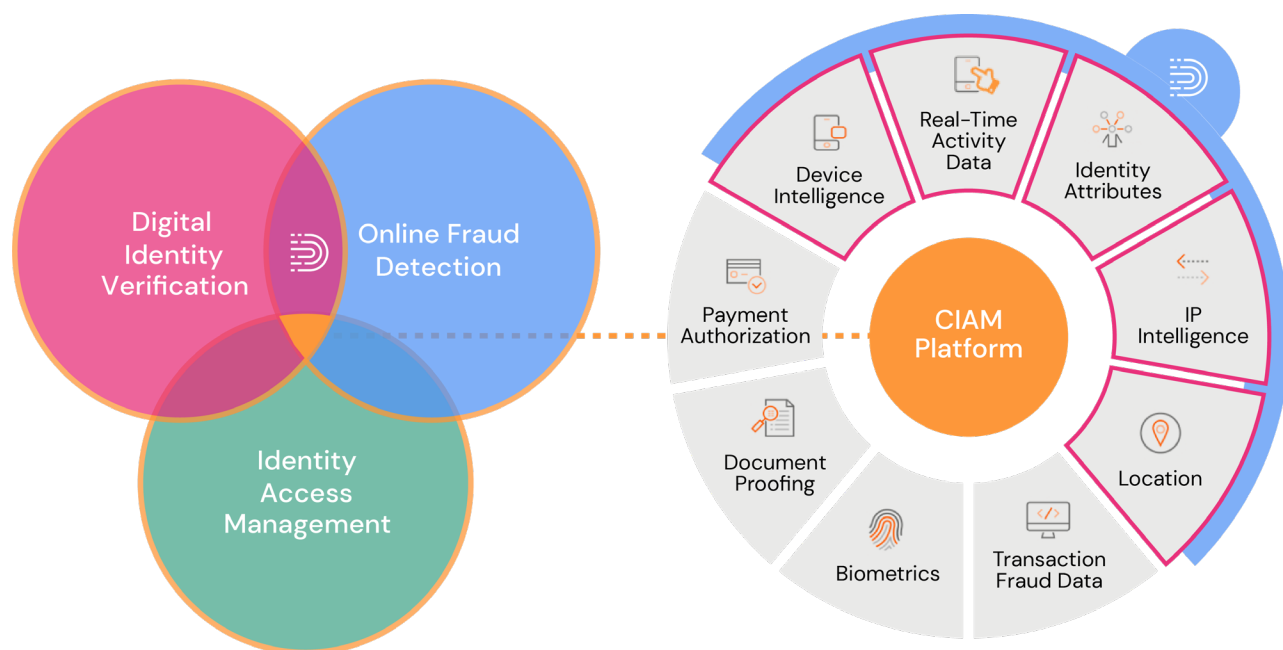 Digital
Identity
Verification
Online Fraud
Detection
Identity
Access
Management
CIAM
Platform
Device
Intelligence
Real-Time
Activity
Data
Identity
Attributes
IP
Intelligence
Location
Transaction
Fraud Data
Biometrics
Document
Proofing
Payment
Authorization